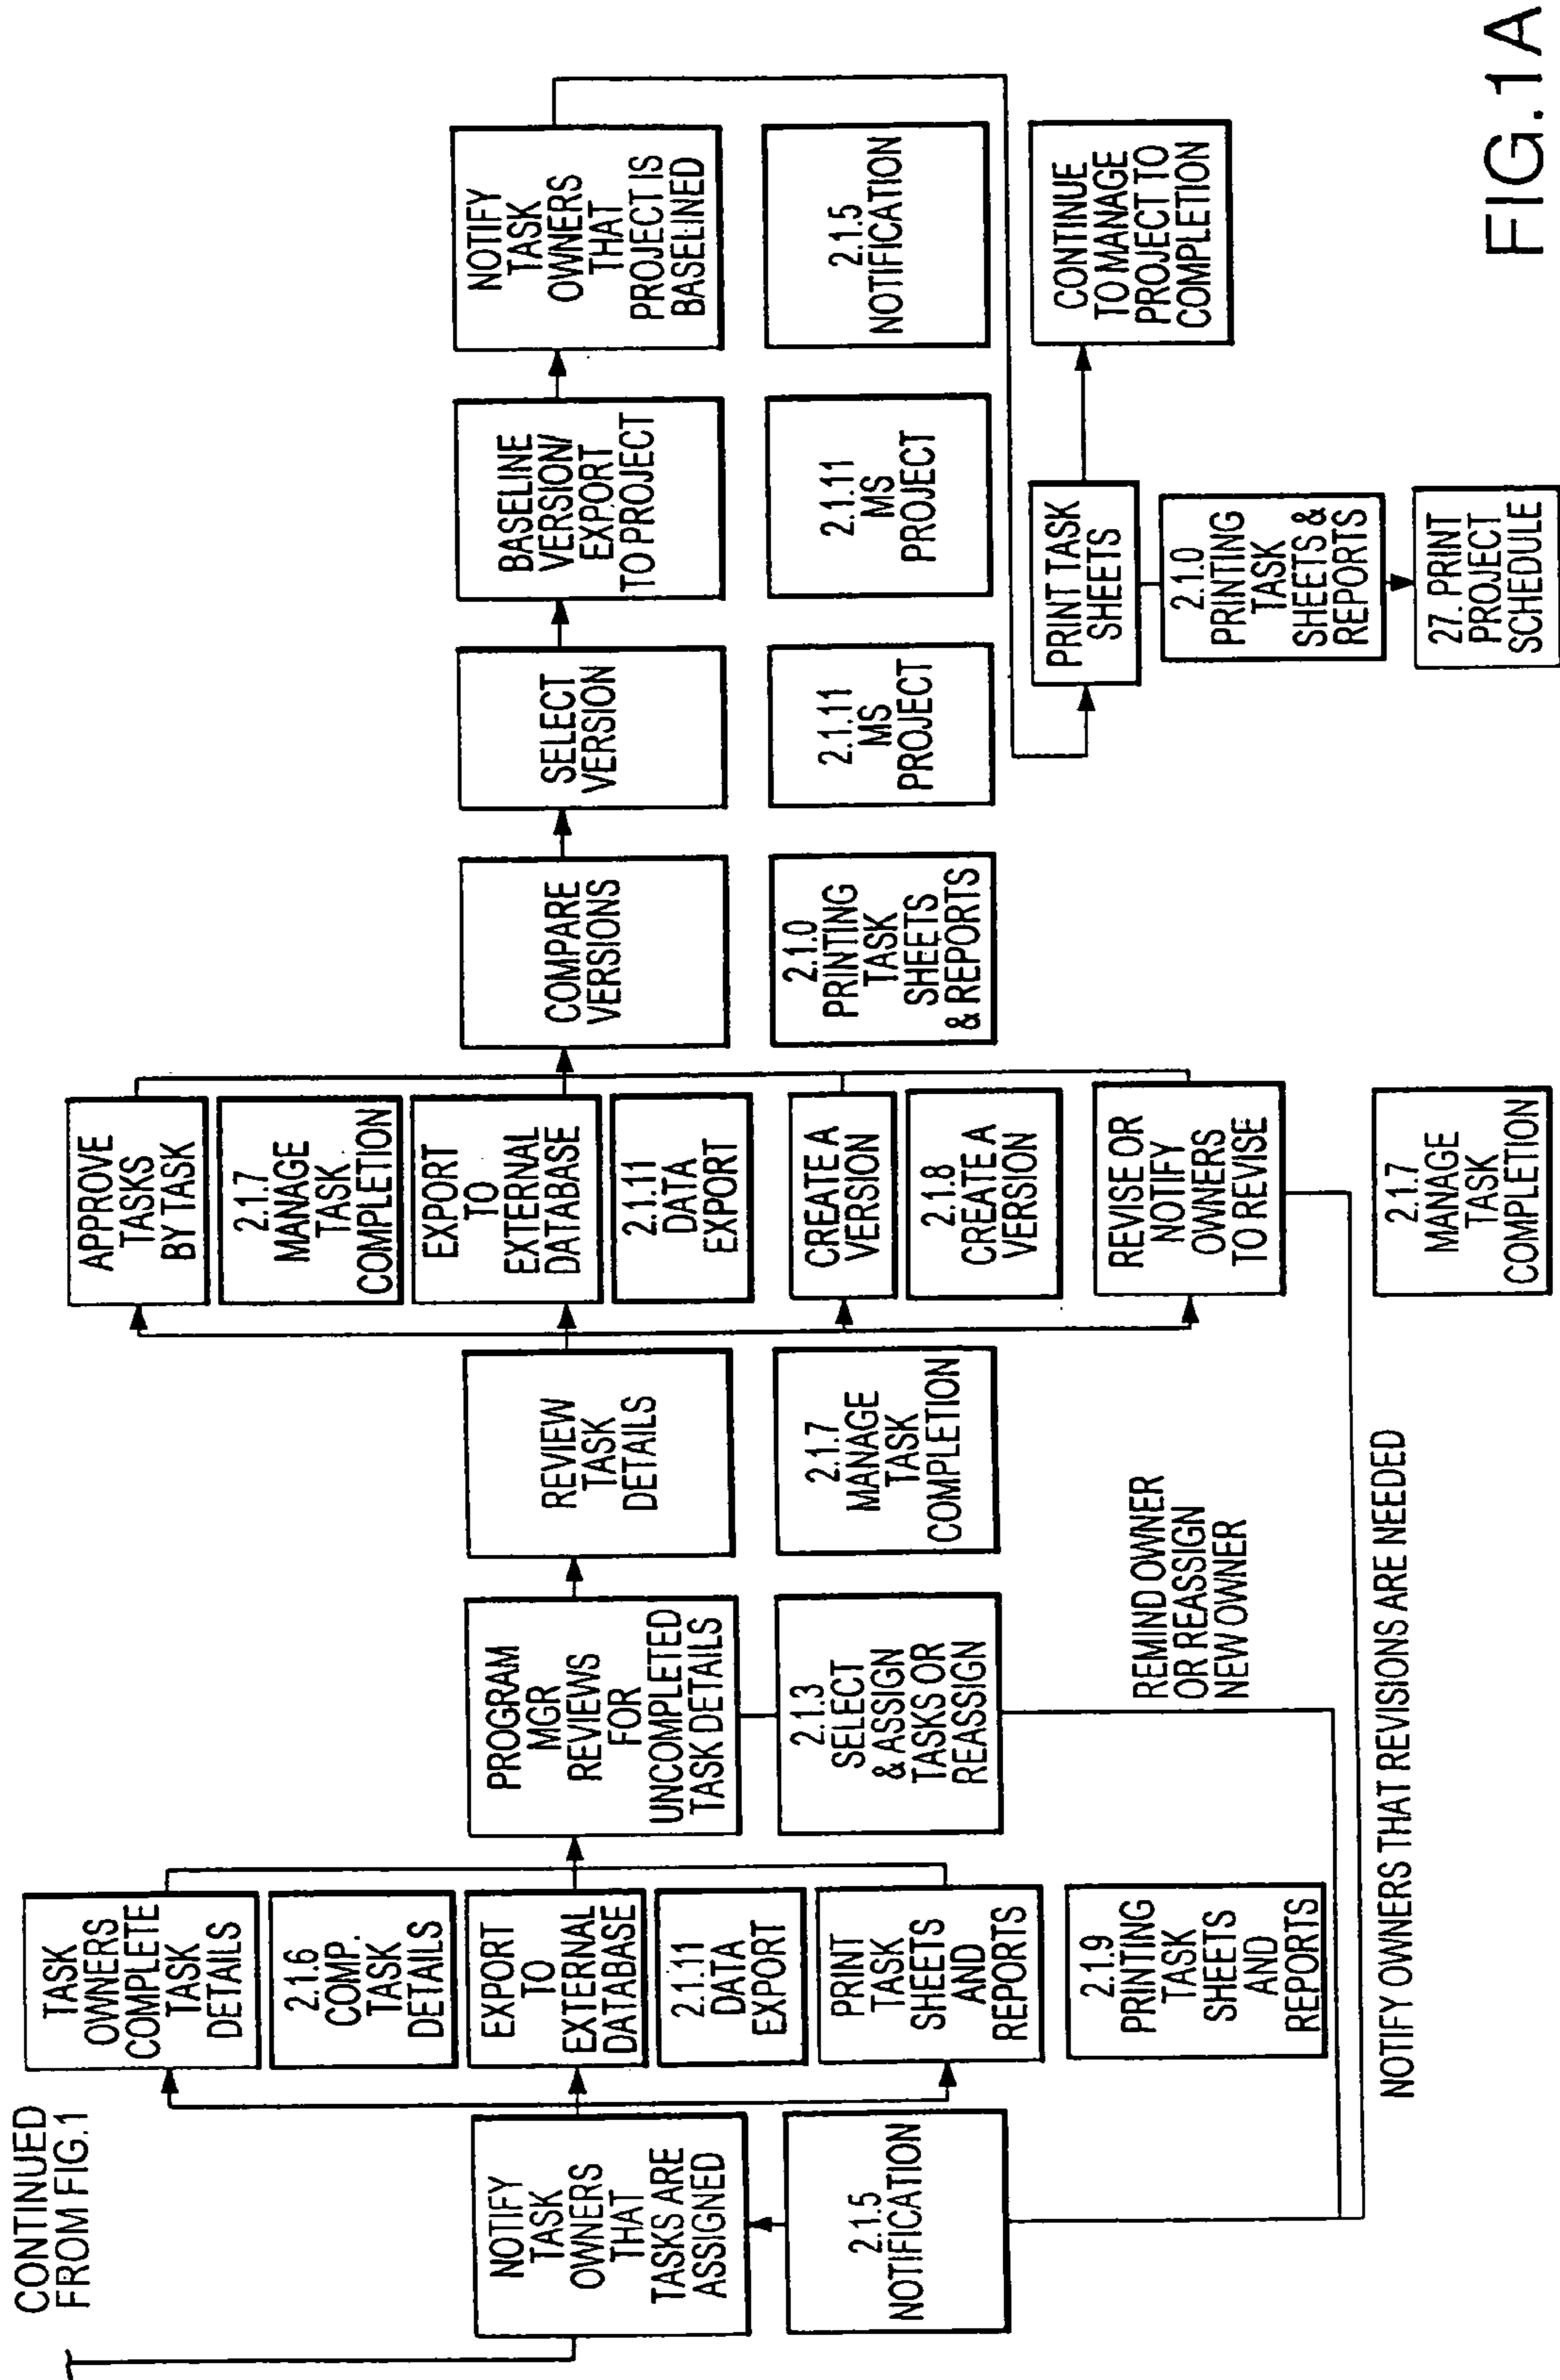 CONTINUED
FROM FIG.1
NOTIFY
TASK
OWNERS
THAT
TASKS ARE
ASSIGNED
2.1.5
NOTIFICATION
TASK
OWNERS
COMPLETE
TASK
DETAILS
2.1.6
COMP.
TASK
DETAILS
EXPORT
TO
EXTERNAL
DATABASE
2.1.11
DATA
EXPORT
PRINT
TASK
SHEETS
AND
REPORTS
2.1.9
PRINTING
TASK
SHEETS
AND
REPORTS
PROGRAM
MGR
REVIEWS
FOR
UNCOMPLETED
TASK DETAILS
2.1.3
SELECT
& ASSIGN
TASKS OR
REASSIGN
REMIND OWNER
OR REASSIGN
NEW OWNER
NOTIFY OWNERS THAT REVISIONS ARE NEEDED
REVIEW
TASK
DETAILS
2.1.7
MANAGE
TASK
COMPLETION
APPROVE
TASKS
BY TASK
2.1.7
MANAGE
TASK
COMPLETION
EXPORT
TO
EXTERNAL
DATABASE
2.1.11
DATA
EXPORT
CREATE A
VERSION
2.1.8
CREATE A
VERSION
REVISE OR
NOTIFY
OWNERS
TO REVISE
2.1.7
MANAGE
TASK
COMPLETION
COMPARE
VERSIONS
2.1.0
PRINTING
TASK
SHEETS
& REPORTS
SELECT
VERSION
2.1.11
MS
PROJECT
BASELINE
VERSION/
EXPORT
TO PROJECT
2.1.11
MS
PROJECT
NOTIFY
TASK
OWNERS
THAT
PROJECT IS
BASELINED
2.1.5
NOTIFICATION
PRINT TASK
SHEETS
2.1.0
PRINTING
TASK
SHEETS &
REPORTS
27. PRINT
PROJECT
SCHEDULE
CONTINUE
TO MANAGE
PROJECT TO
COMPLETION
FIG.1A